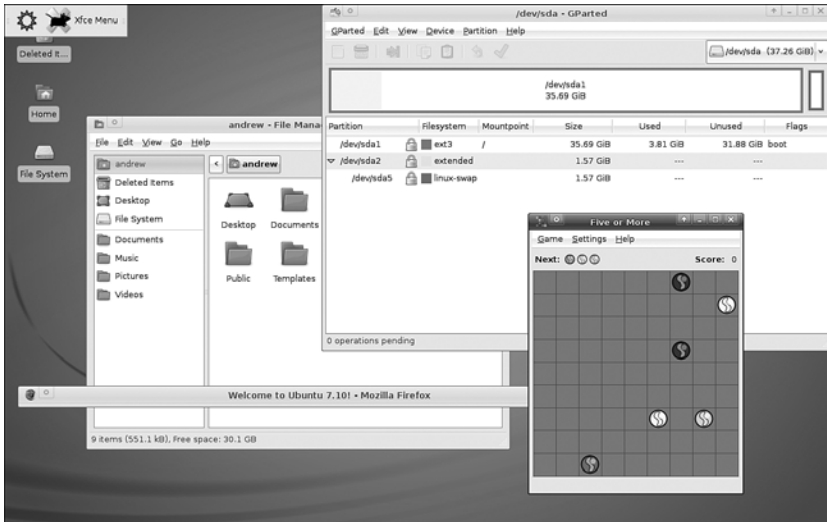 Xfce Menu
Deleted It...
Home
File System
/dev/sda - GParted
GParted Edit View Device Partition Help
/dev/sda (37.26 GiB)
/dev/sda1
35.69 GiB
Partition Filesystem Mountpoint Size Used Unused Flags
/dev/sda1 ext3 / 35.69 GiB 3.81 GiB 31.88 GiB boot
/dev/sda2 extended 1.57 GiB --- ---
/dev/sda5 linux-swap 1.57 GiB --- ---
0 operations pending
andrew - File Mana
File Edit View Go Help
andrew
Deleted Items
Desktop
File System
Documents
Music
Pictures
Videos
< andrew
Desktop Documents
Public Templates
9 items (551.1 kB), Free space: 30.1 GB
Welcome to Ubuntu 7.10! - Mozilla Firefox
Five or More
Game Settings Help
Next: Score: 0